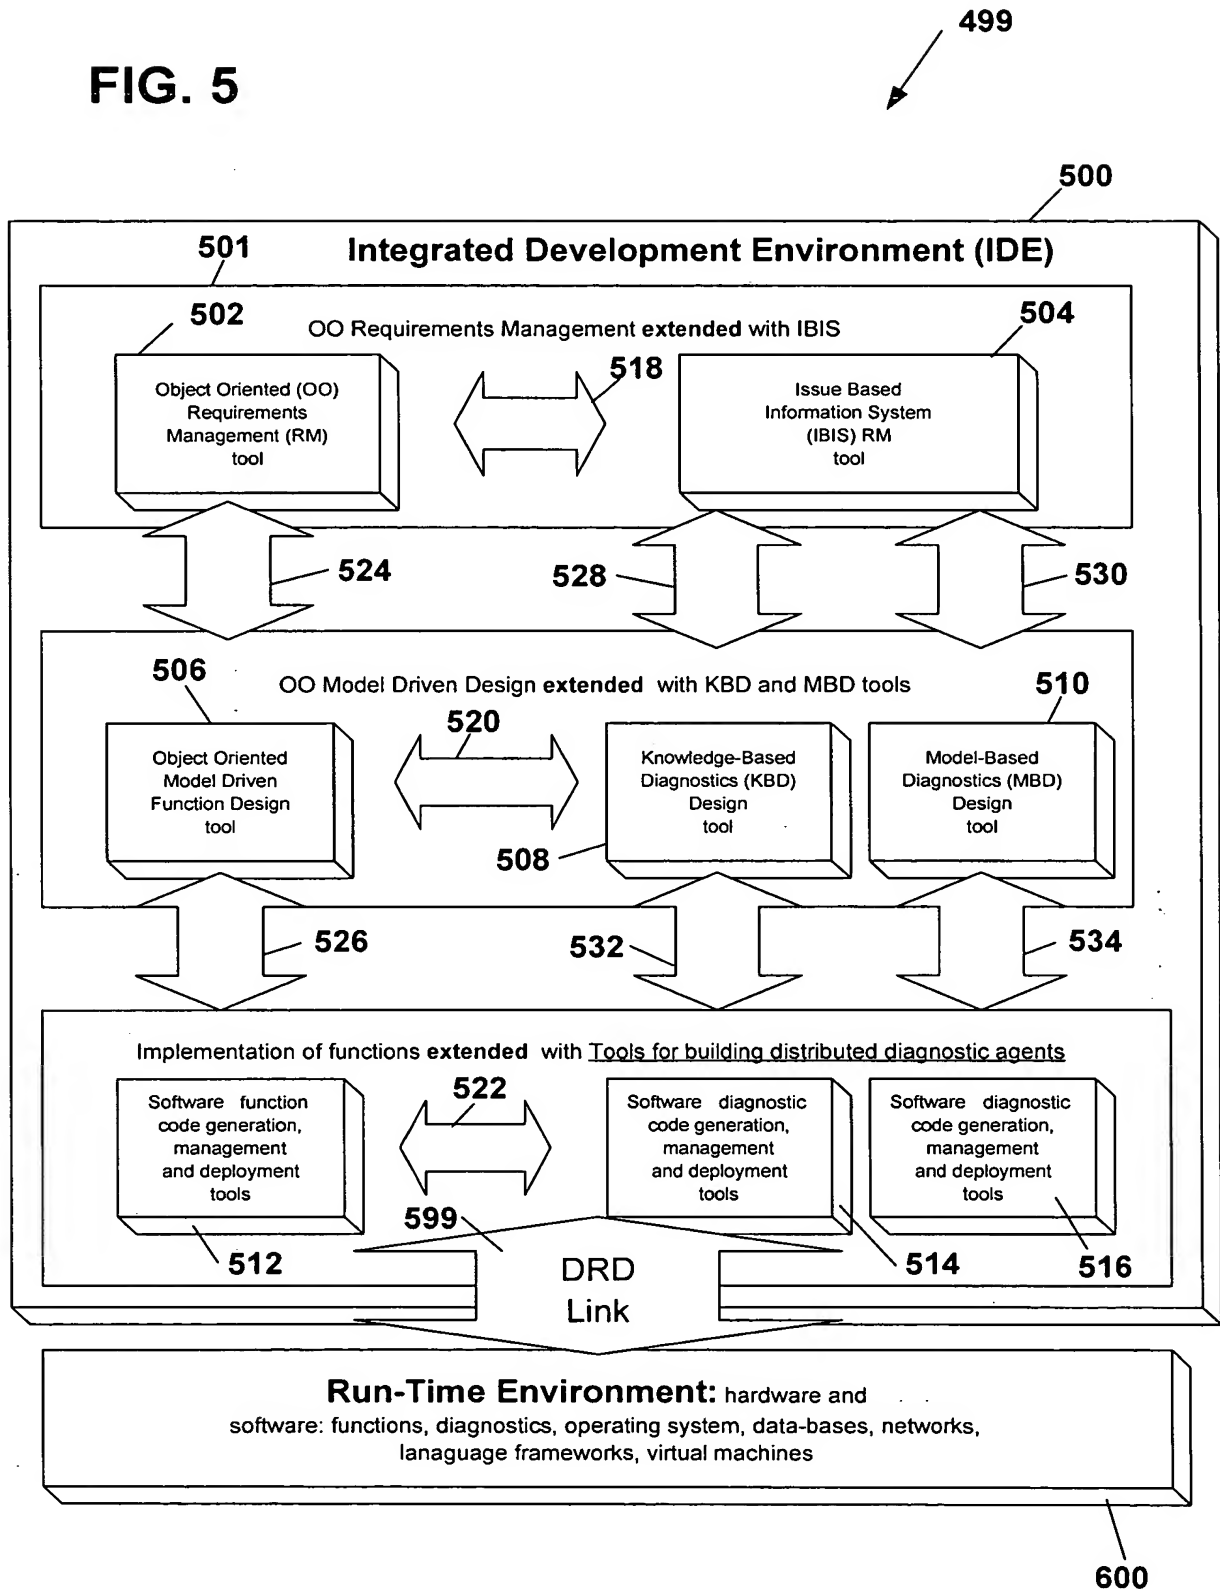 499
FIG. 5
500
Integrated Development Environment (IDE)
501
502
OO Requirements Management extended with IBIS
504
518
Object Oriented (OO)
Requirements
Management (RM)
tool
Issue Based
Information System
(IBIS) RM
tool
524
528
530
506
OO Model Driven Design extended with KBD and MBD tools
510
520
Object Oriented
Model Driven
Function Design
tool
Knowledge-Based
Diagnostics (KBD)
Design
tool
Model-Based
Diagnostics (MBD)
Design
tool
508
526
532
534
Implementation of functions extended with Tools for building distributed diagnostic agents
522
Software function
code generation,
management
and deployment
tools
Software diagnostic
code generation,
management
and deployment
tools
Software diagnostic
code generation,
management
and deployment
tools
599
512
514
516
DRD
Link
Run-Time Environment: hardware and
software: functions, diagnostics, operating system, data-bases, networks,
lanaguage frameworks, virtual machines
600